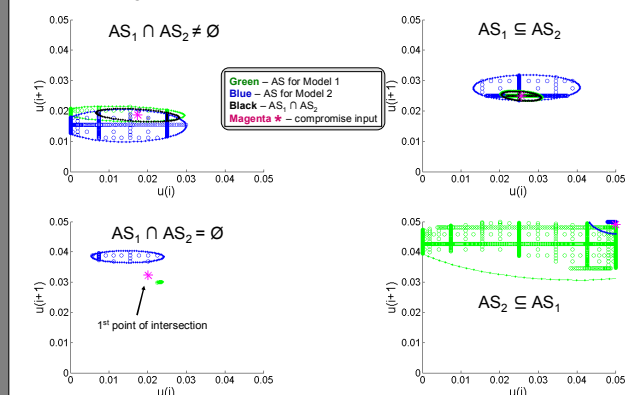 AS₁ ∩ AS₂ ≠ Ø
0.05
0.04
0.03
0.02
0.01
0
u(i+1)
0 0.01 0.02 0.03 0.04 0.05
u(i)
Green – AS for Model 1
Blue – AS for Model 2
Black – AS₁ ∩ AS₂
Magenta * – compromise input
AS₁ ⊆ AS₂
0.05
0.04
0.03
0.02
0.01
0
u(i+1)
0 0.01 0.02 0.03 0.04 0.05
u(i)
AS₁ ∩ AS₂ = Ø
0.05
0.04
0.03
0.02
0.01
0
u(i+1)
1st point of intersection
0 0.01 0.02 0.03 0.04 0.05
u(i)
0.05
0.04
0.03
0.02
0.01
0
u(i+1)
AS₂ ⊆ AS₁
0 0.01 0.02 0.03 0.04 0.05
u(i)